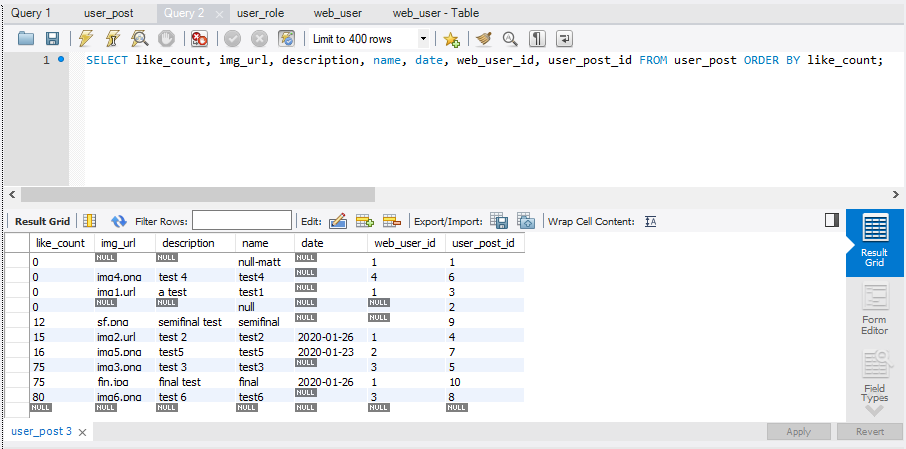 Query 1 user_post Query 2 user_role web_user web_user - Table
Limit to 400 rows
1 SELECT like_count, img_url, description, name, date, web_user_id, user_post_id FROM user_post ORDER BY like_count;
Result Grid Filter Rows: Edit: Export/Import: Wrap Cell Content:
like_count img_url description name date web_user_id user_post_id
0 NULL NULL null-matt NULL 1 1
0 img4.png test 4 test4 NULL 4 6
0 img1.url a test test1 NULL 1 3
0 NULL NULL null NULL NULL 2
12 sf.png semifinal test semifinal NULL NULL 9
15 img2.url test 2 test2 2020-01-26 1 4
16 img5.png test5 test5 2020-01-23 2 7
75 img3.png test 3 test3 NULL 3 5
75 fin.jpg final test final 2020-01-26 1 10
80 img6.png test 6 test6 NULL 3 8
NULL NULL NULL NULL NULL NULL NULL
Result
Grid
Form
Editor
Field
Types
user_post 3 Apply Revert